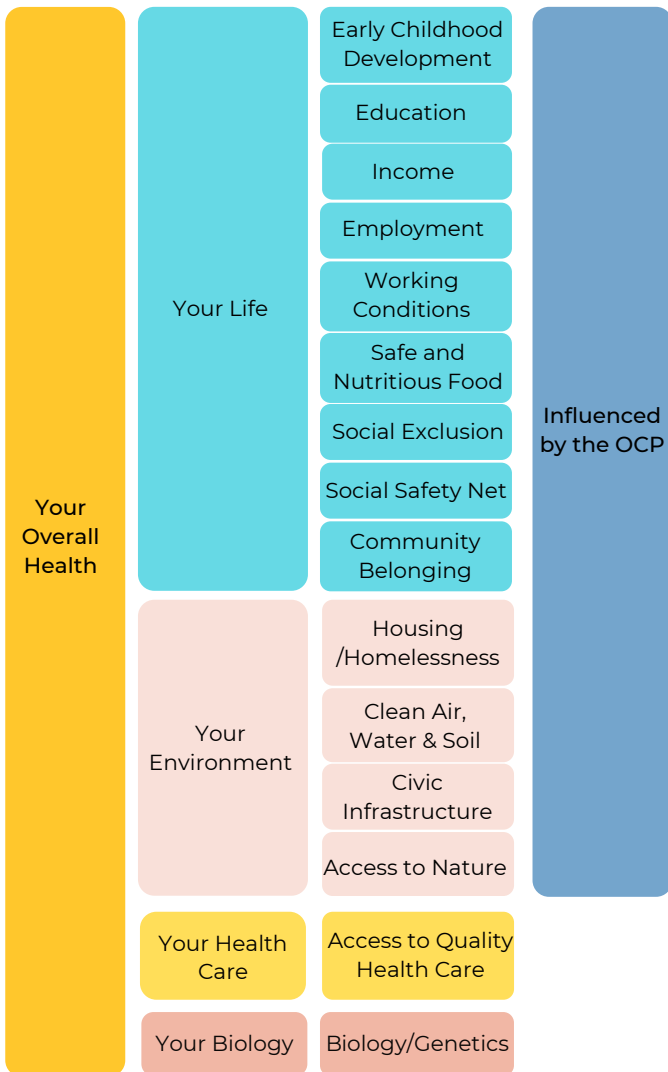 Your
Overall
Health
Your Life
Early Childhood
Development
Education
Income
Employment
Working
Conditions
Safe and
Nutritious Food
Social Exclusion
Social Safety Net
Community
Belonging
Your
Environment
Housing
/Homelessness
Clean Air,
Water & Soil
Civic
Infrastructure
Access to Nature
Your Health
Care
Access to Quality
Health Care
Your Biology
Biology/Genetics
Influenced
by the OCP